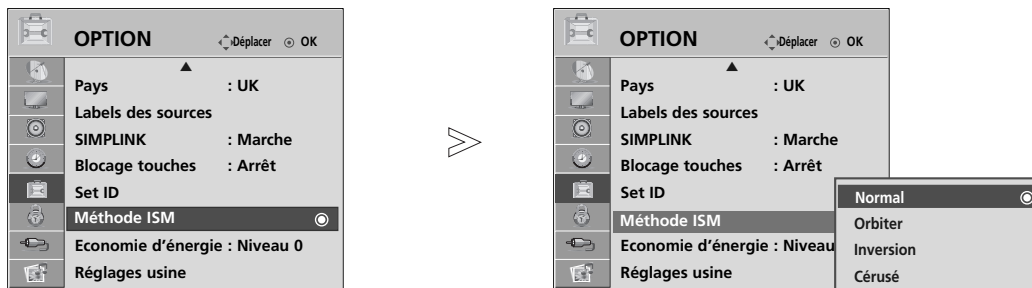 OPTION Déplacer OK
Pays : UK
Labels des sources
SIMPLINK : Marche
Blocage touches : Arrêt
Set ID
Méthode ISM
Economie d’énergie : Niveau 0
Réglages usine
OPTION Déplacer OK
Pays : UK
Labels des sources
SIMPLINK : Marche
Blocage touches : Arrêt
Set ID
Méthode ISM
Economie d’énergie : Niveau
Réglages usine
Normal
Orbiter
Inversion
Cérusé